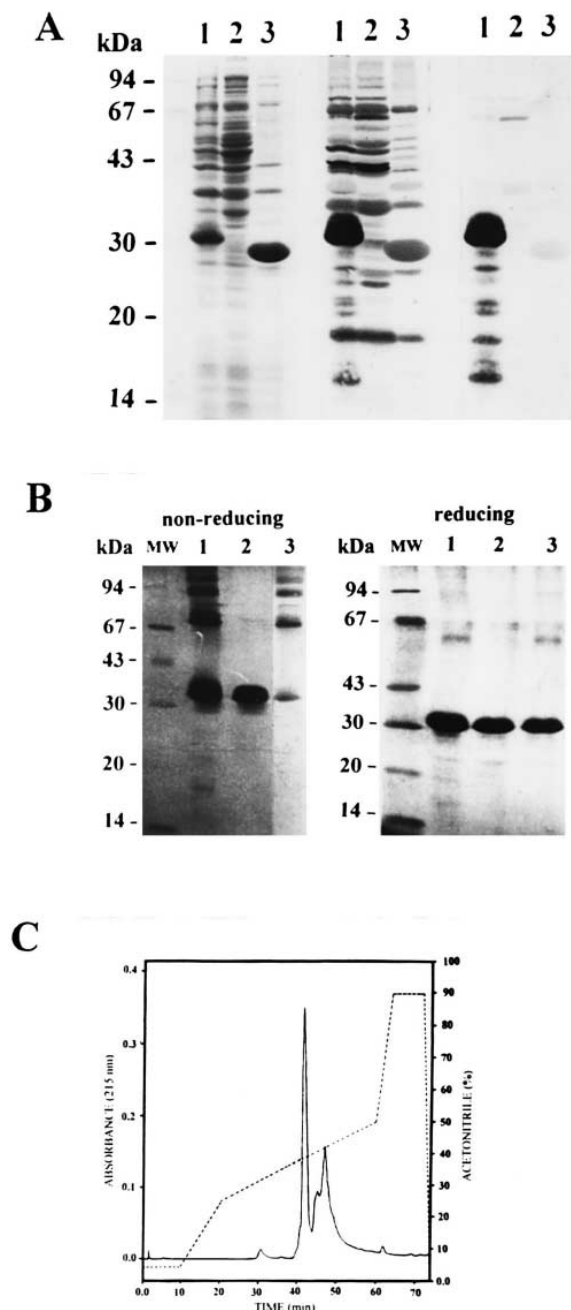 A
kDa
1 2 3 1 2 3 1 2 3
94 -
67 -
43 -
30 -
20 -
14 -
B
non-reducing
kDa MW 1 2 3
94 -
67 -
43 -
30 -
20 -
14 -
reducing
kDa MW 1 2 3
94 -
67 -
43 -
30 -
20 -
14 -
C
0.4
0.3
0.2
0.1
0.0
ABSORBANCE (215 nm)
100
90
80
70
60
50
40
30
20
10
0.0
ACETONITRILE (%)
0.0 10 20 30 40 50 60 70
TIME (min)